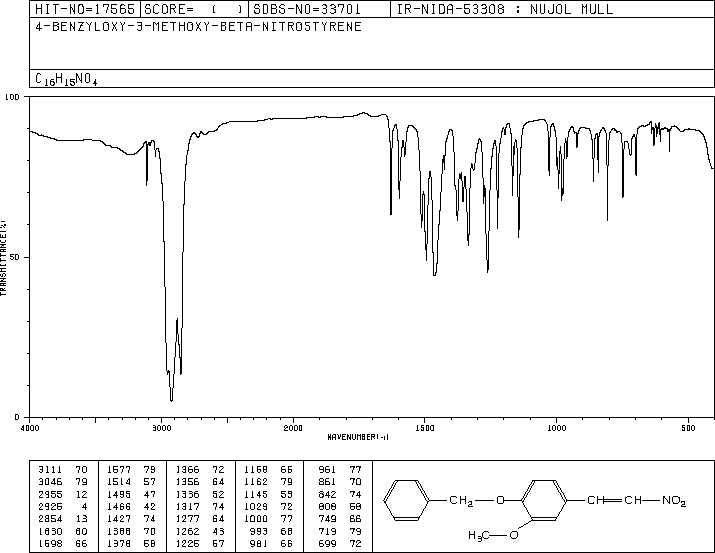 HIT-NO=17565 SCORE= ( ) SDBS-NO=33701 IR-NIDA-53308 : NUJOL MULL
4-BENZYLOXY-3-METHOXY-BETA-NITROSTYRENE
C16H15NO4
100
50
0
TRANSMITTANCE(%)
4000 3000 2000 1500 1000 500
WAVENUMBER(-1)
3111 70 1577 79 1366 72 1168 66 961 77
3046 79 1514 57 1356 64 1162 79 861 70
2955 12 1495 47 1336 52 1145 53 842 74
2925 4 1466 42 1317 74 1029 72 808 58
2854 13 1427 74 1277 64 1000 77 749 66
1630 60 1388 70 1262 43 993 68 719 79
1598 66 1378 58 1225 57 981 66 699 72
CH2 O CH CH NO2
H3C O